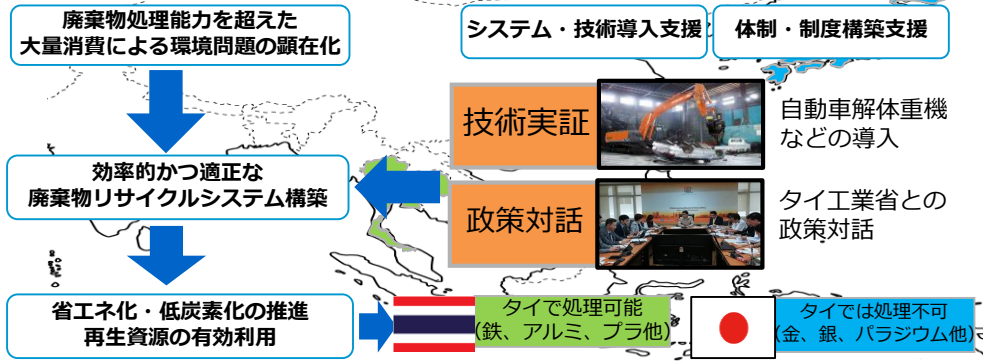 廃棄物処理能力を超えた
大量消費による環境問題の顕在化
システム・技術導入支援
体制・制度構築支援
技術実証
自動車解体重機
などの導入
効率的かつ適正な
廃棄物リサイクルシステム構築
政策対話
タイ工業省との
政策対話
省エネ化・低炭素化の推進
再生資源の有効利用
タイで処理可能
(鉄、アルミ、プラ他)
タイでは処理不可
(金、銀、パラジウム他)